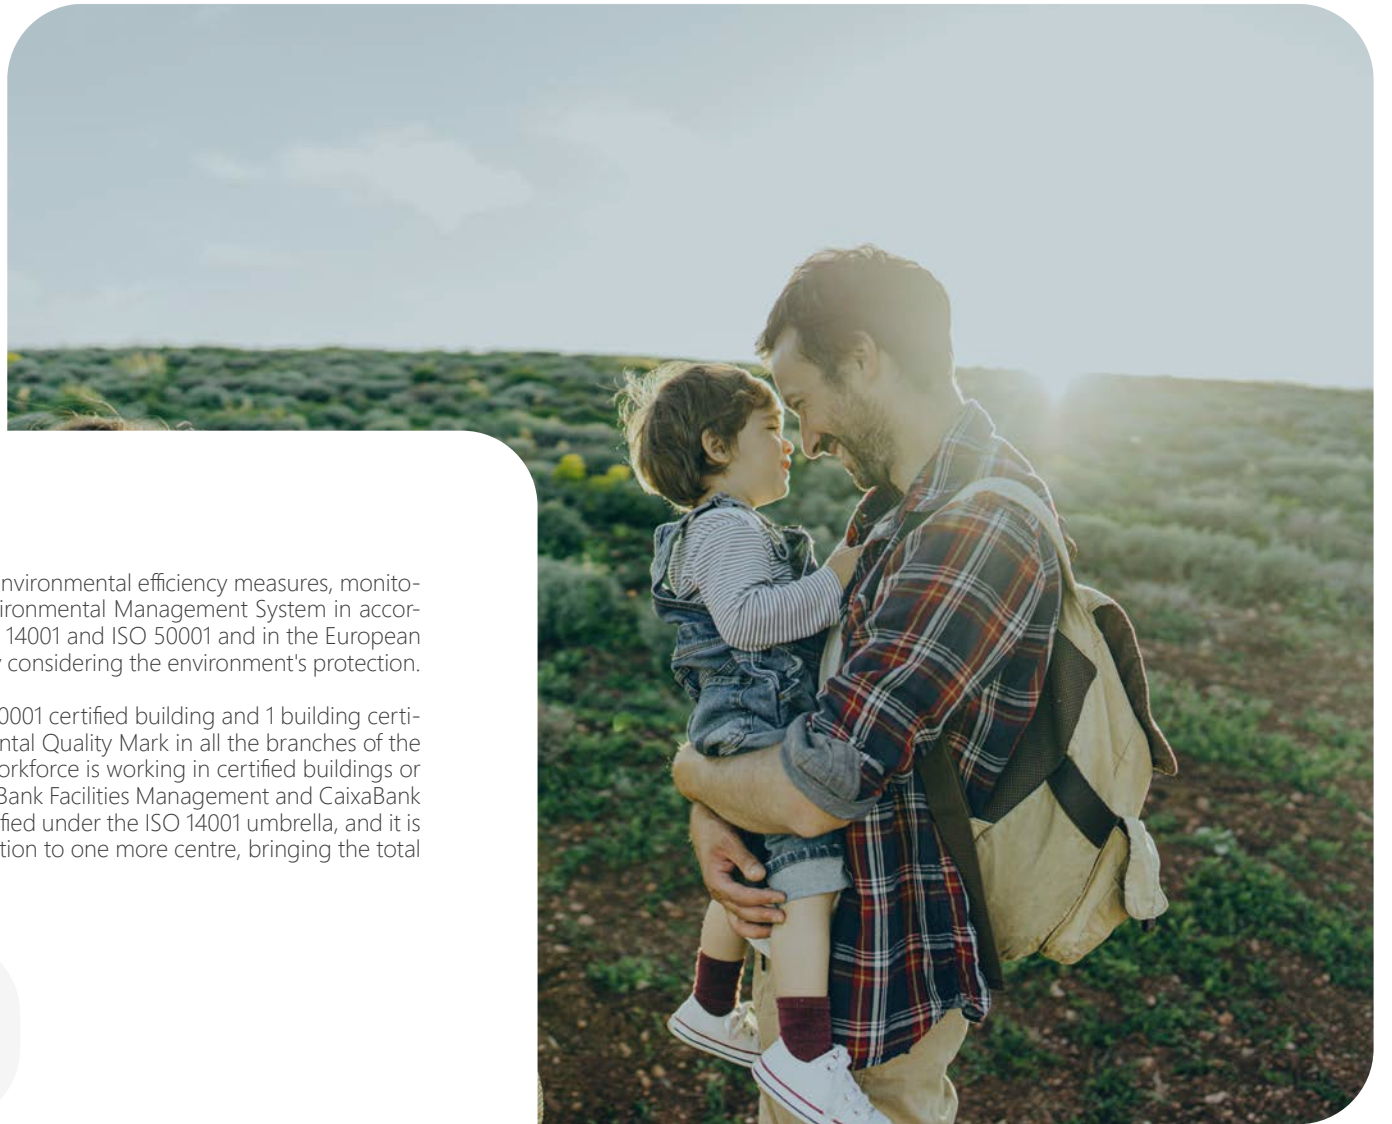 nvironmental efficiency measures, monito-
ironmental Management System in accor-
14001 and ISO 50001 and in the European
considering the environment's protection.
0001 certified building and 1 building certi-
ntal Quality Mark in all the branches of the
orkforce is working in certified buildings or
Bank Facilities Management and CaixaBank
fied under the ISO 14001 umbrella, and it is
tion to one more centre, bringing the total